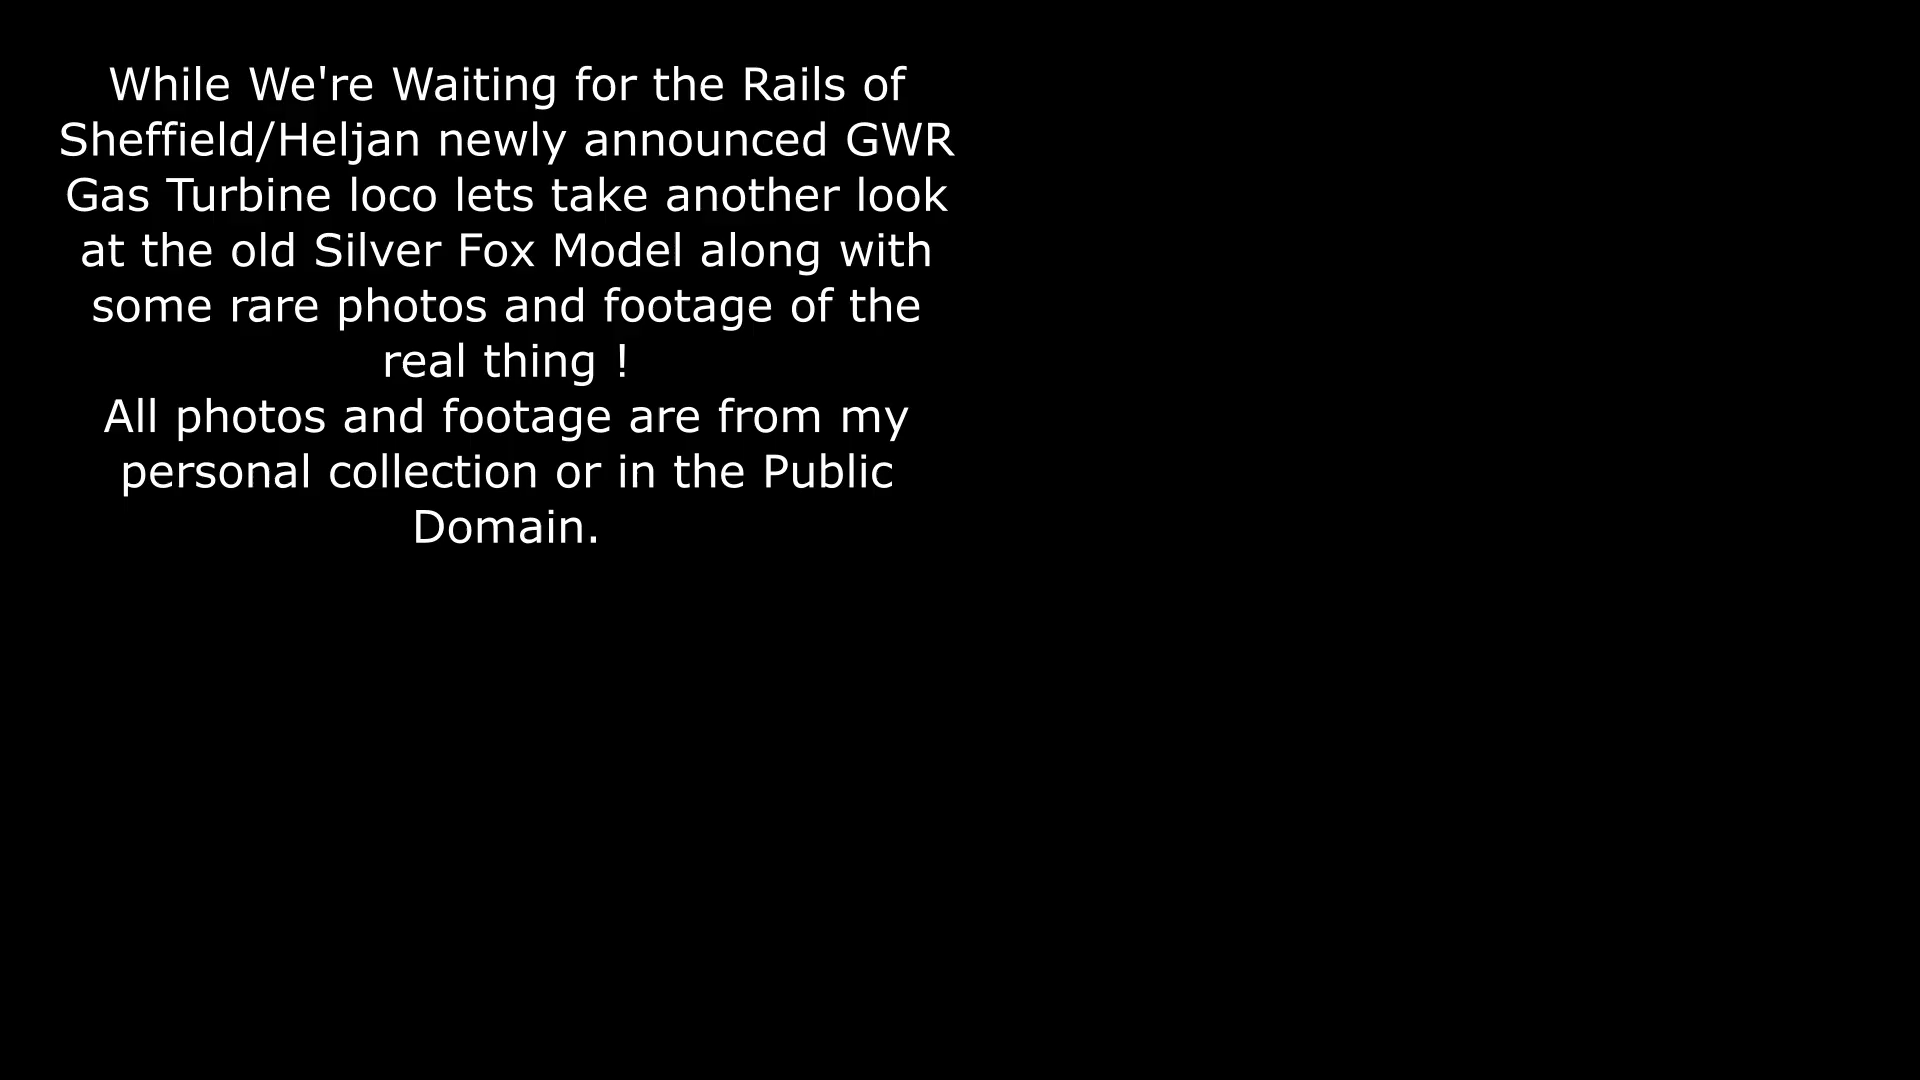 While We're Waiting for the Rails of
Sheffield/Heljan newly announced GWR
Gas Turbine loco lets take another look
at the old Silver Fox Model along with
some rare photos and footage of the
real thing !
All photos and footage are from my
personal collection or in the Public
Domain.